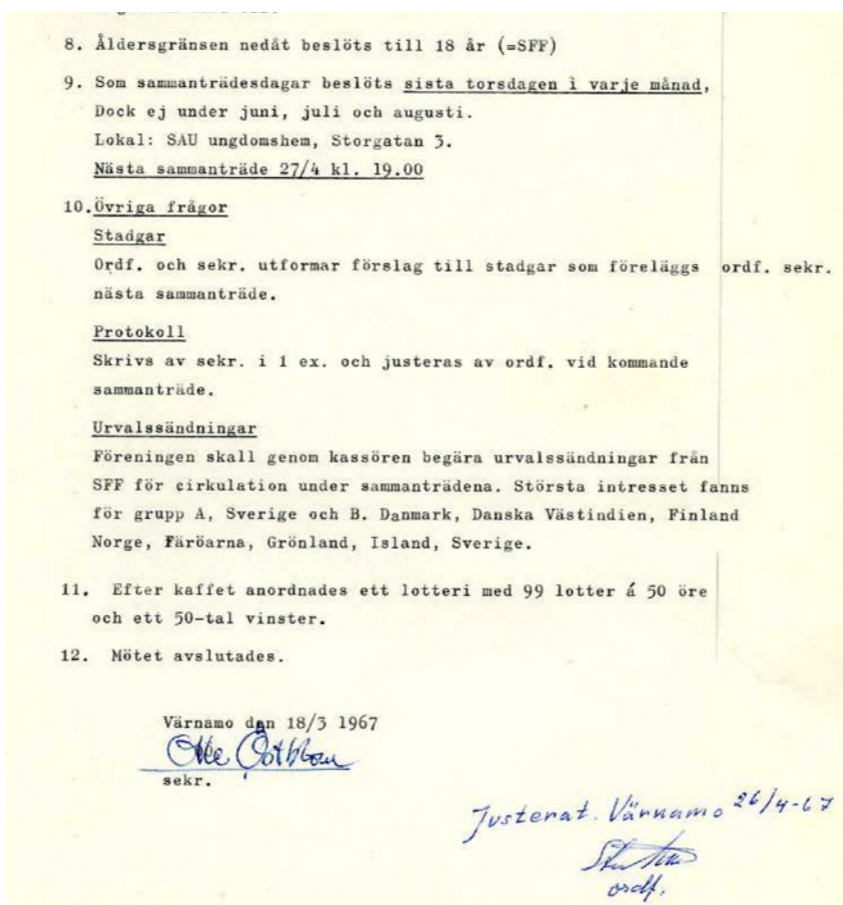 8. Åldersgränsen nedåt beslöts till 18 år (=SFF)
9. Som sammanträdesdagar beslöts sista torsdagen i varje månad,
Dock ej under juni, juli och augusti.
Lokal: SAU ungdomshem, Storgatan 3.
Nästa sammanträde 27/4 kl. 19.00
10. Övriga frågor
Stadgar
Ordf. och sekr. utformar förslag till stadgar som föreläggs ordf. sekr.
nästa sammanträde.
Protokoll
Skrivs av sekr. i 1 ex. och justeras av ordf. vid kommande
sammanträde.
Urvalssändningar
Föreningen skall genom kassören begära urvalssändningar från
SFF för cirkulation under sammanträdena. Största intresset fanns
för grupp A, Sverige och B. Danmark, Danska Västindien, Finland
Norge, Färöarna, Grönland, Island, Sverige.
11. Efter kaffet anordnades ett lotteri med 99 lotter á 50 öre
och ett 50-tal vinster.
12. Mötet avslutades.
Värnamo den 18/3 1967
sekr.
Justerat. Värnamo 26/4-67
ordf.